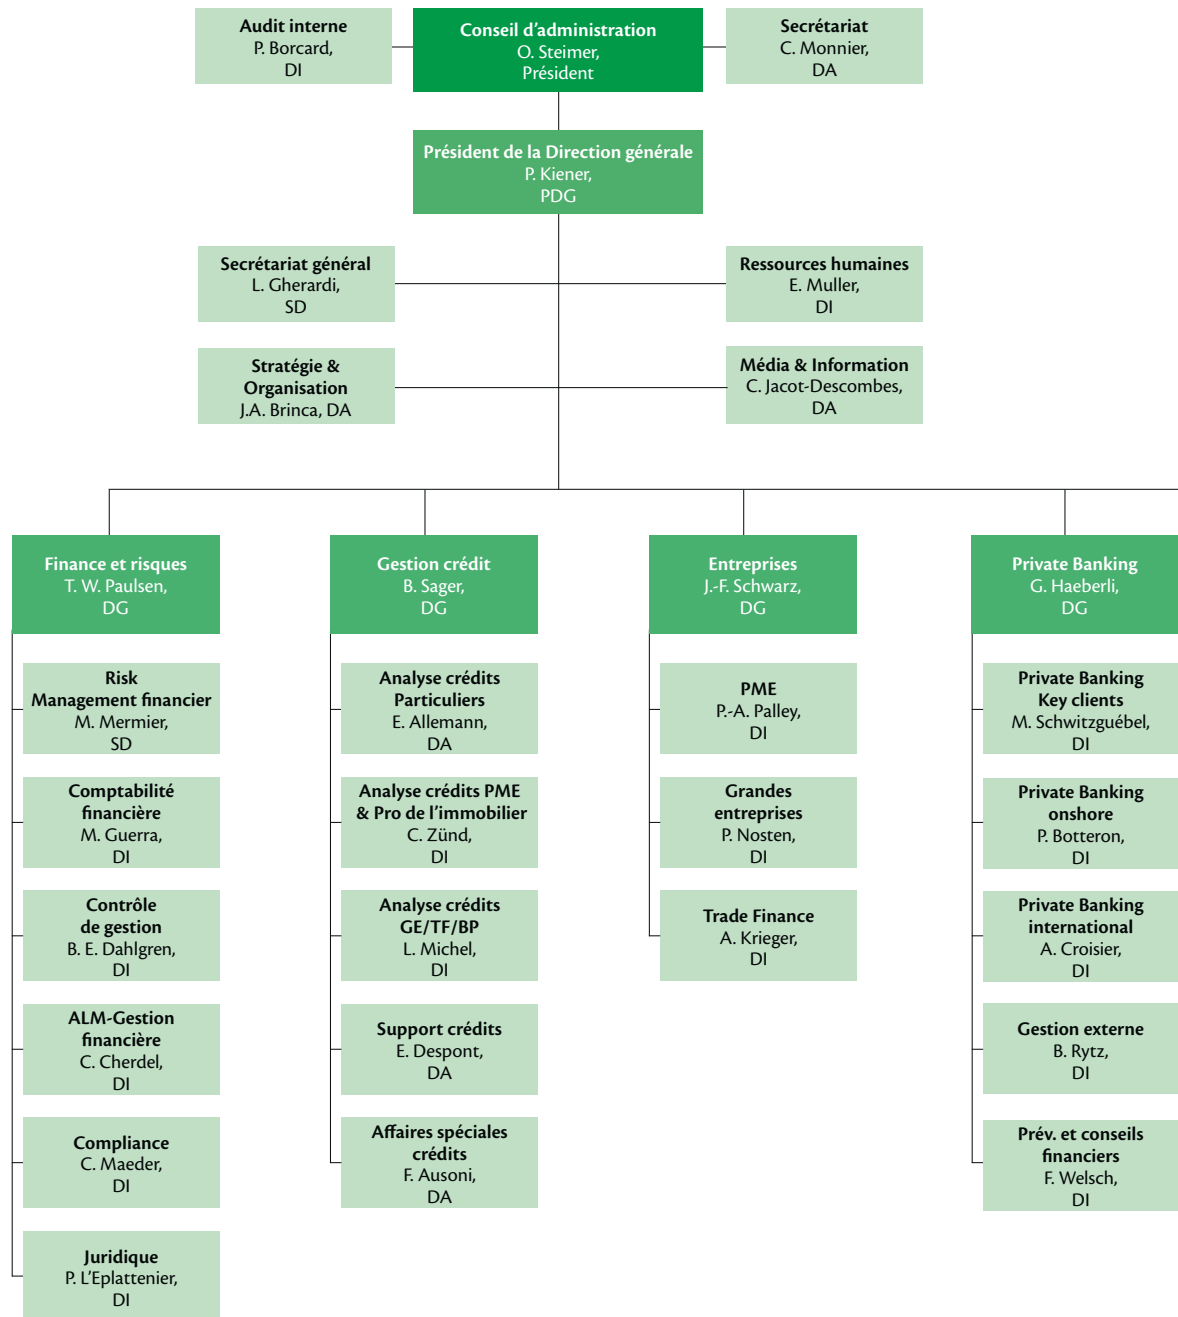 Audit interne
P. Borcard,
DI
Conseil d’administration
O. Steimer,
Président
Secrétariat
C. Monnier,
DA
Président de la Direction générale
P. Kiener,
PDG
Secrétariat général
L. Gherardi,
SD
Ressources humaines
E. Muller,
DI
Stratégie &
Organisation
J.A. Brinca, DA
Média & Information
C. Jacot-Descombes,
DA
Finance et risques
T. W. Paulsen,
DG
Risk
Management financier
M. Mermier,
SD
Comptabilité
financière
M. Guerra,
DI
Contrôle
de gestion
B. E. Dahlgren,
DI
ALM-Gestion
financière
C. Cherdel,
DI
Compliance
C. Maeder,
DI
Juridique
P. L’Eplattenier,
DI
Gestion crédit
B. Sager,
DG
Analyse crédits
Particuliers
E. Allemann,
DA
Analyse crédits PME
& Pro de l’immobilier
C. Zünd,
DI
Analyse crédits
GE/TF/BP
L. Michel,
DI
Support crédits
E. Despont,
DA
Affaires spéciales
crédits
F. Ausoni,
DA
Entreprises
J.-F. Schwarz,
DG
PME
P.-A. Palley,
DI
Grandes
entreprises
P. Nosten,
DI
Trade Finance
A. Krieger,
DI
Private Banking
G. Haeberli,
DG
Private Banking
Key clients
M. Schwitzguébel,
DI
Private Banking
onshore
P. Botteron,
DI
Private Banking
international
A. Croisier,
DI
Gestion externe
B. Rytz,
DI
Prév. et conseils
financiers
F. Welsch,
DI